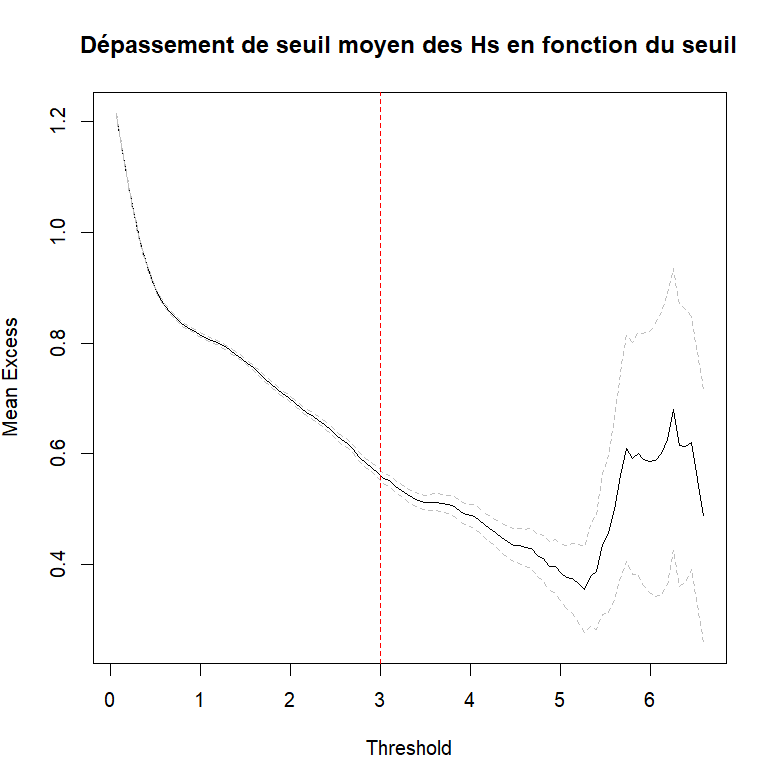 Dépassement de seuil moyen des Hs en fonction du seuil
Mean Excess
1.2
1.0
0.8
0.6
0.4
0 1 2 3 4 5 6
Threshold